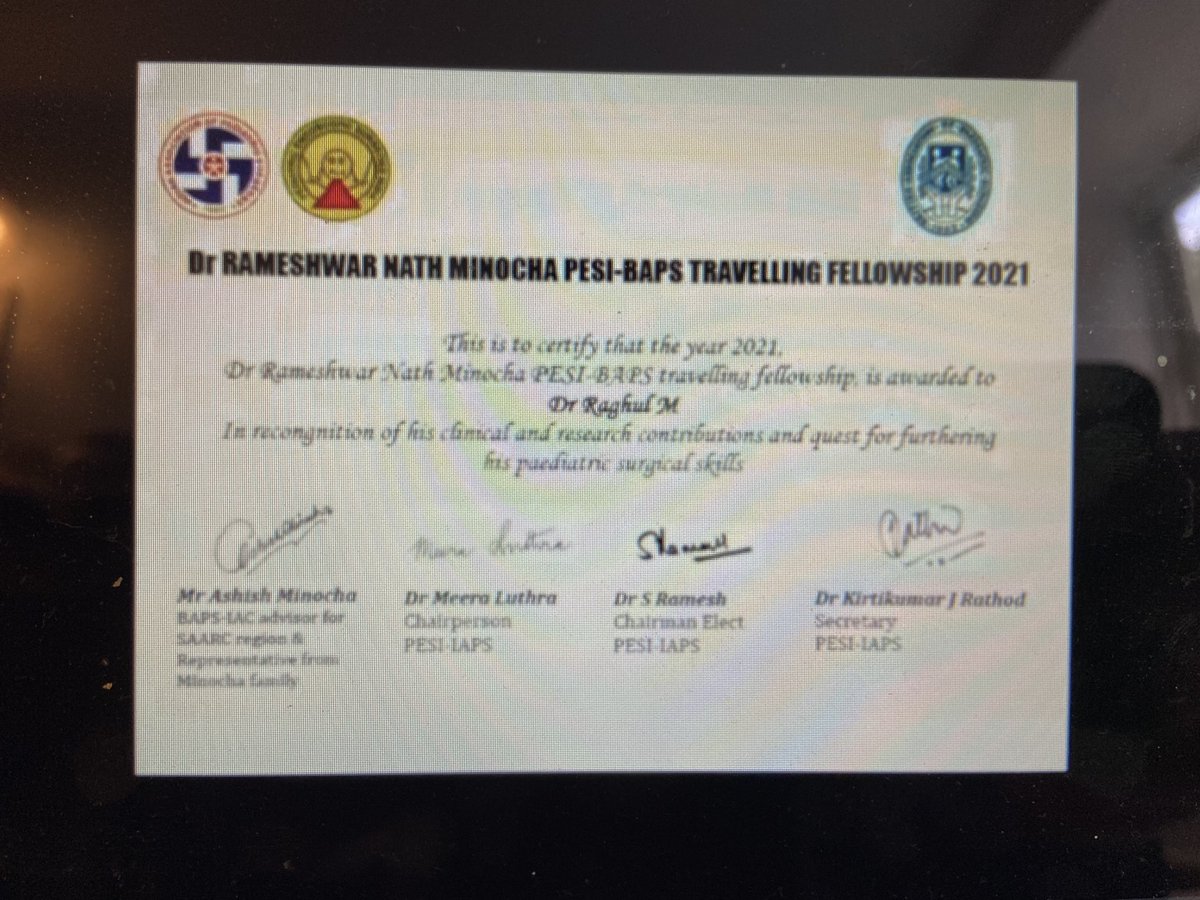 Dr RAMESHWAR NATH MINOCHA PESI-BAPS TRAVELLING FELLOWSHIP 2021
This is to certify that the year 2021,
Dr Rameshwar Nath Minocha PESI-BAPS travelling fellowship, is awarded to
Dr Raghul M
In recongnition of his clinical and research contributions and quest for furthering
his paediatric surgical skills
Mr Ashish Minocha
BAPS-IAC advisor for
SAARC region &
Representative from
Minocha family
Meera Luthra
Dr Meera Luthra
Chairperson
PESI-IAPS
Dr S Ramesh
Chairman Elect
PESI-IAPS
Dr Kirtikumar J Rathod
Secretary
PESI-IAPS